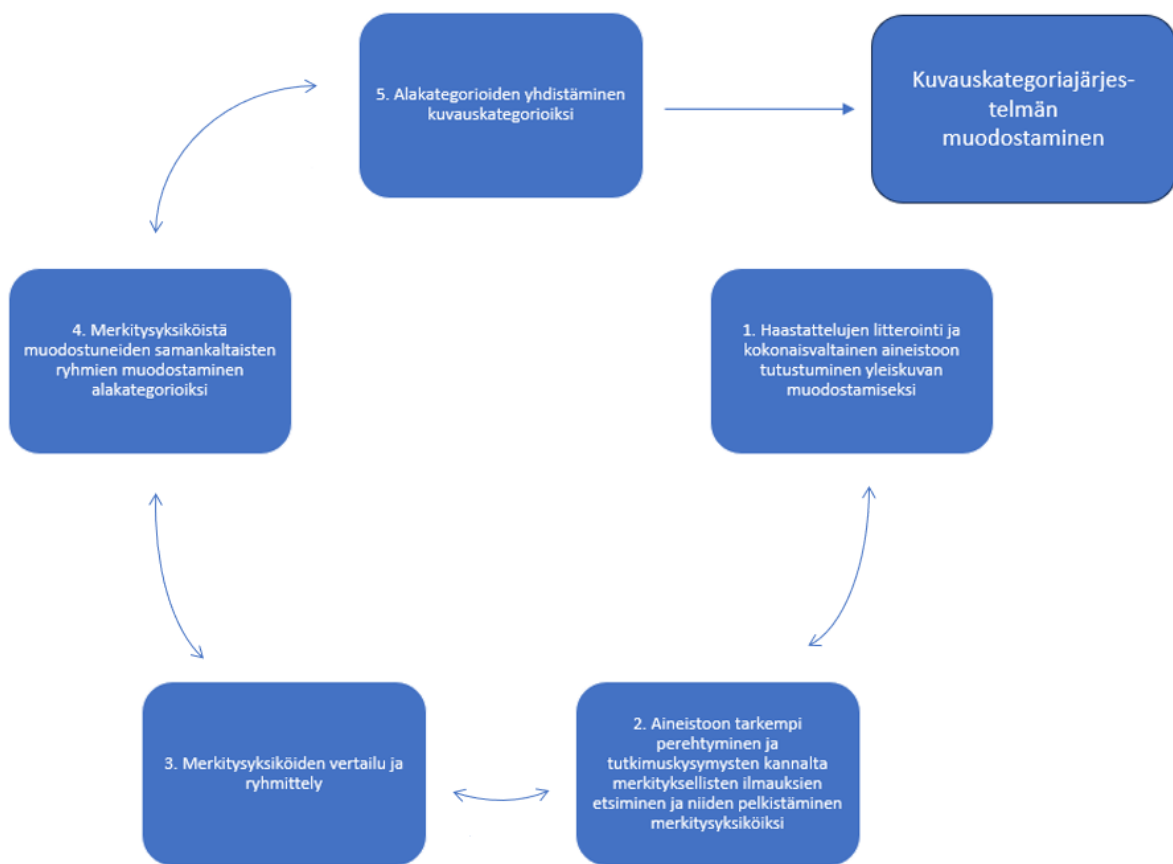 5. Alakategorioiden yhdistäminen
kuvauskategorioiksi
Kuvauskategoriajärjes-
telmän
muodostaminen
4. Merkitysyksiköistä
muodostuneiden samankaltaisten
ryhmien muodostaminen
alakategorioiksi
1. Haastattelujen litterointi ja
kokonaisvaltainen aineistoon
tutustuminen yleiskuvan
muodostamiseksi
3. Merkitysyksiköiden vertailu ja
ryhmittely
2. Aineistoon tarkempi
perehtyminen ja
tutkimuskysymysten kannalta
merkityksellisten ilmauksien
etsiminen ja niiden pelkistäminen
merkitysyksiköiksi